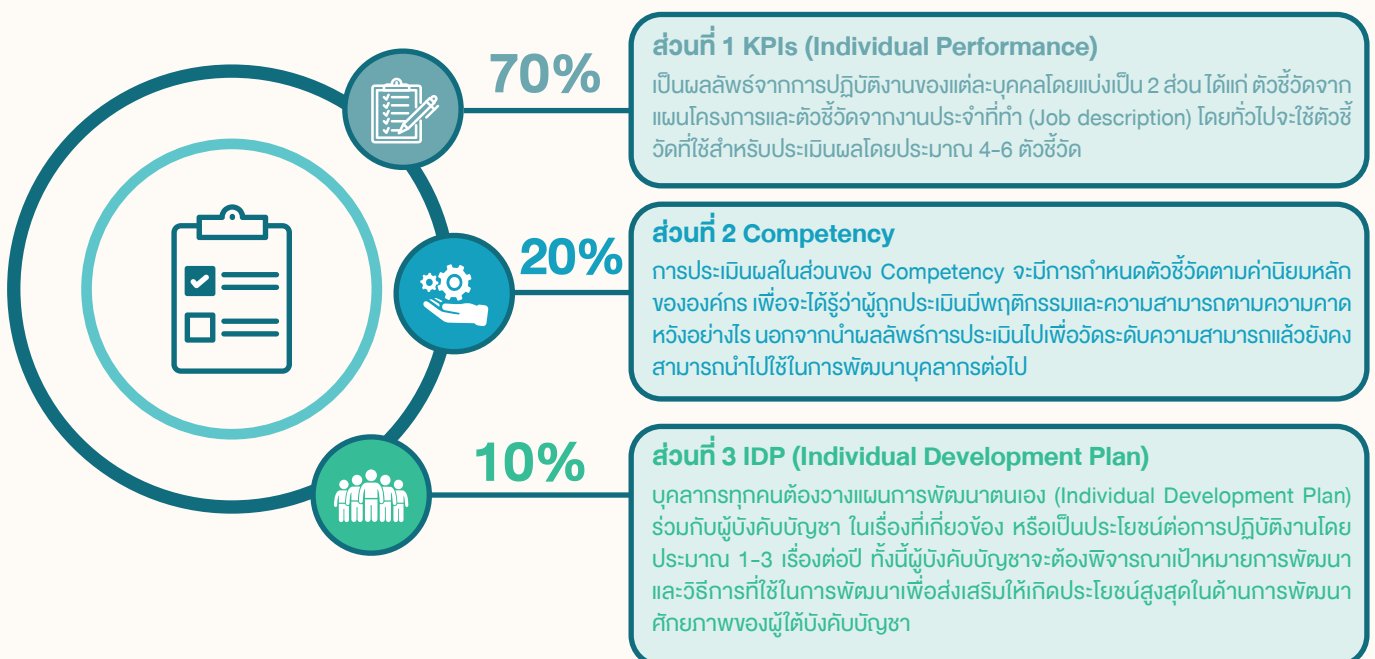 70%
ส่วนที่ 1 KPIs (Individual Performance)
เป็นผลลัพธ์จากการปฏิบัติงานของแต่ละบุคคลโดยแบ่งเป็น 2 ส่วน ได้แก่ ตัวชี้วัดจาก
แผนโครงการและตัวชี้วัดจากงานประจำที่ทำ (Job description) โดยทั่วไปจะใช้ตัวชี้
วัดที่ใช้สำหรับประเมินผลโดยประมาณ 4-6 ตัวชี้วัด
20%
ส่วนที่ 2 Competency
การประเมินผลในส่วนของ Competency จะมีการกำหนดตัวชี้วัดตามค่านิยมหลัก
ขององค์กร เพื่อจะได้รู้ว่าผู้ถูกประเมินมีพฤติกรรมและความสามารถตามความคาด
หวังอย่างไร นอกจากนำผลลัพธ์การประเมินไปเพื่อวัดระดับความสามารถแล้วยังคง
สามารถนำไปใช้ในการพัฒนาบุคลากรต่อไป
10%
ส่วนที่ 3 IDP (Individual Development Plan)
บุคลากรทุกคนต้องวางแผนการพัฒนาตนเอง (Individual Development Plan)
ร่วมกับผู้บังคับบัญชา ในเรื่องที่เกี่ยวข้อง หรือเป็นประโยชน์ต่อการปฏิบัติงานโดย
ประมาณ 1-3 เรื่องต่อปี ทั้งนี้ผู้บังคับบัญชาจะต้องพิจารณาเป้าหมายการพัฒนา
และวิธีการที่ใช้ในการพัฒนาเพื่อส่งเสริมให้เกิดประโยชน์สูงสุดในด้านการพัฒนา
ศักยภาพของผู้ใต้บังคับบัญชา